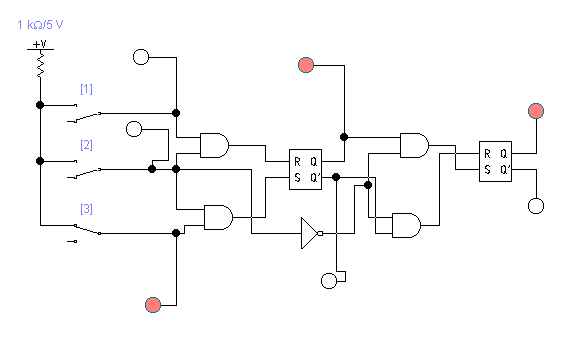 1 kΩ/5 V
+V
[1]
[2]
[3]
R Q
S Q'
R Q
S Q'